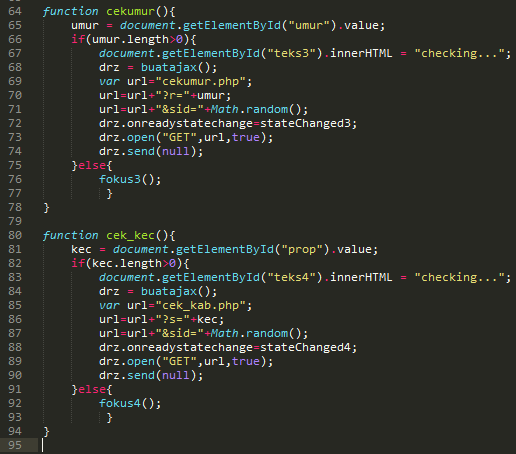 64 function cekumur(){
65 umur = document.getElementById("umur").value;
66 if(umur.length>0){
67 document.getElementById("teks3").innerHTML = "checking...";
68 drz = buatajax();
69 var url="cekumur.php";
70 url=url+"?r="+umur;
71 url=url+"&sid="+Math.random();
72 drz.onreadystatechange=stateChanged3;
73 drz.open("GET",url,true);
74 drz.send(null);
75 }else{
76 fokus3();
77 }
78 }
79
80 function cek_kec(){
81 kec = document.getElementById("prop").value;
82 if(kec.length>0){
83 document.getElementById("teks4").innerHTML = "checking...";
84 drz = buatajax();
85 var url="cek_kab.php";
86 url=url+"?s="+kec;
87 url=url+"&sid="+Math.random();
88 drz.onreadystatechange=stateChanged4;
89 drz.open("GET",url,true);
90 drz.send(null);
91 }else{
92 fokus4();
93 }
94 }
95